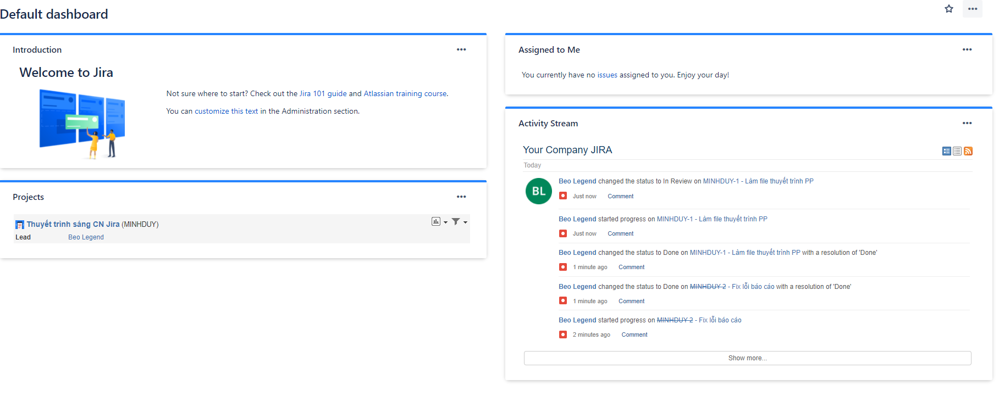 Default dashboard
Introduction
Welcome to Jira
Not sure where to start? Check out the Jira 101 guide and Atlassian training course.
You can customize this text in the Administration section.
Projects
Thuyết trình sáng CN Jira (MINHDUY)
Lead Beo Legend
Assigned to Me
You currently have no issues assigned to you. Enjoy your day!
Activity Stream
Your Company JIRA
Today
BL
Beo Legend changed the status to In Review on MINHDUY-1 - Làm file thuyết trình PP
Just now Comment
Beo Legend started progress on MINHDUY-1 - Làm file thuyết trình PP
Just now Comment
Beo Legend changed the status to Done on MINHDUY-1 - Làm file thuyết trình PP with a resolution of 'Done'
1 minute ago Comment
Beo Legend changed the status to Done on MINHDUY-2 - Fix lỗi báo cáo with a resolution of 'Done'
1 minute ago Comment
Beo Legend started progress on MINHDUY-2 - Fix lỗi báo cáo
2 minutes ago Comment
Show more...